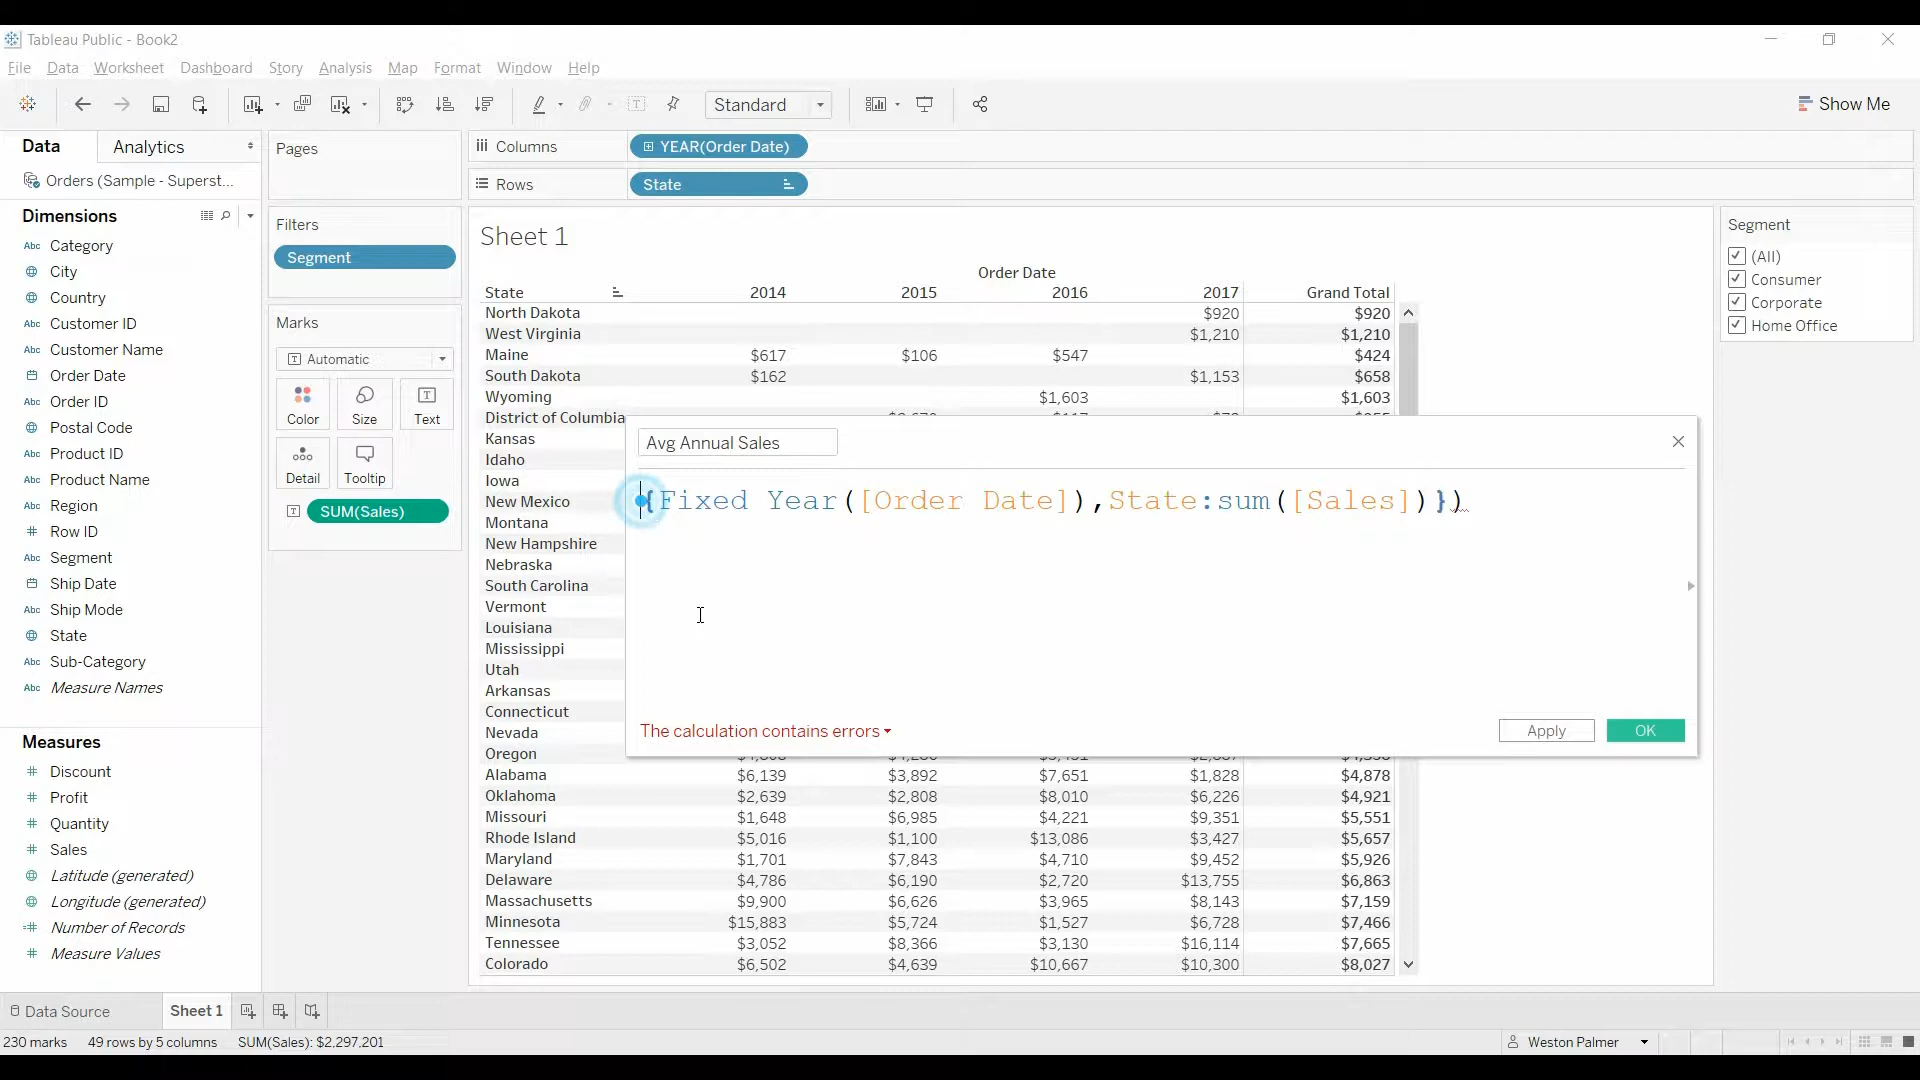 Tableau Public - Book2
File Data Worksheet Dashboard Story Analysis Map Format Window Help
Standard
Show Me
Data Analytics
Orders (Sample - Superst...
Dimensions
Category
City
Country
Customer ID
Customer Name
Order Date
Order ID
Postal Code
Product ID
Product Name
Region
Row ID
Segment
Ship Date
Ship Mode
State
Sub-Category
Measure Names
Measures
Discount
Profit
Quantity
Sales
Latitude (generated)
Longitude (generated)
Number of Records
Measure Values
Pages
Filters
Segment
Marks
Automatic
Color Size Text
Detail Tooltip
SUM(Sales)
Columns YEAR(Order Date)
Rows State
Sheet 1
Order Date
State 2014 2015 2016 2017 Grand Total
North Dakota $920 $920
West Virginia $1,210 $1,210
Maine $617 $106 $547 $424
South Dakota $162 $1,153 $658
Wyoming $1,603 $1,603
District of Columbia
Kansas
Idaho
Iowa
New Mexico
Montana
New Hampshire
Nebraska
South Carolina
Vermont
Louisiana
Mississippi
Utah
Arkansas
Connecticut
Nevada
Oregon
Alabama $6,139 $3,892 $7,651 $1,828 $4,878
Oklahoma $2,639 $2,808 $8,010 $6,226 $4,921
Missouri $1,648 $6,985 $4,221 $9,351 $5,551
Rhode Island $5,016 $1,100 $13,086 $3,427 $5,657
Maryland $1,701 $7,843 $4,710 $9,452 $5,926
Delaware $4,786 $6,190 $2,720 $13,755 $6,863
Massachusetts $9,900 $6,626 $3,965 $8,143 $7,159
Minnesota $15,883 $5,724 $1,527 $6,728 $7,466
Tennessee $3,052 $8,366 $3,130 $16,114 $7,665
Colorado $6,502 $4,639 $10,667 $10,300 $8,027
Avg Annual Sales
{Fixed Year([Order Date]),State:sum([Sales])})
The calculation contains errors
Apply OK
Segment
(All)
Consumer
Corporate
Home Office
Data Source Sheet 1
230 marks 49 rows by 5 columns SUM(Sales): $2,297,201
Weston Palmer